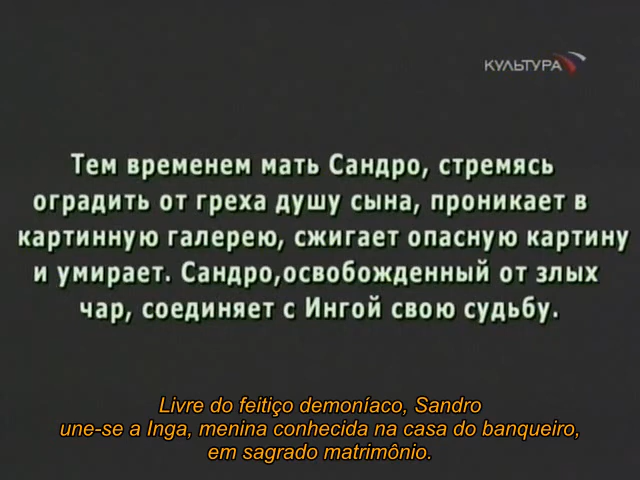 КУЛЬТУРА
Тем временем мать Сандро, стремясь
оградить от греха душу сына, проникает в
картинную галерею, сжигает опасную картину
и умирает. Сандро,освобожденный от злых
чар, соединяет с Ингой свою судьбу.
Livre do feitiço demoníaco, Sandro
une-se a Inga, menina conhecida na casa do banqueiro,
em sagrado matrimônio.